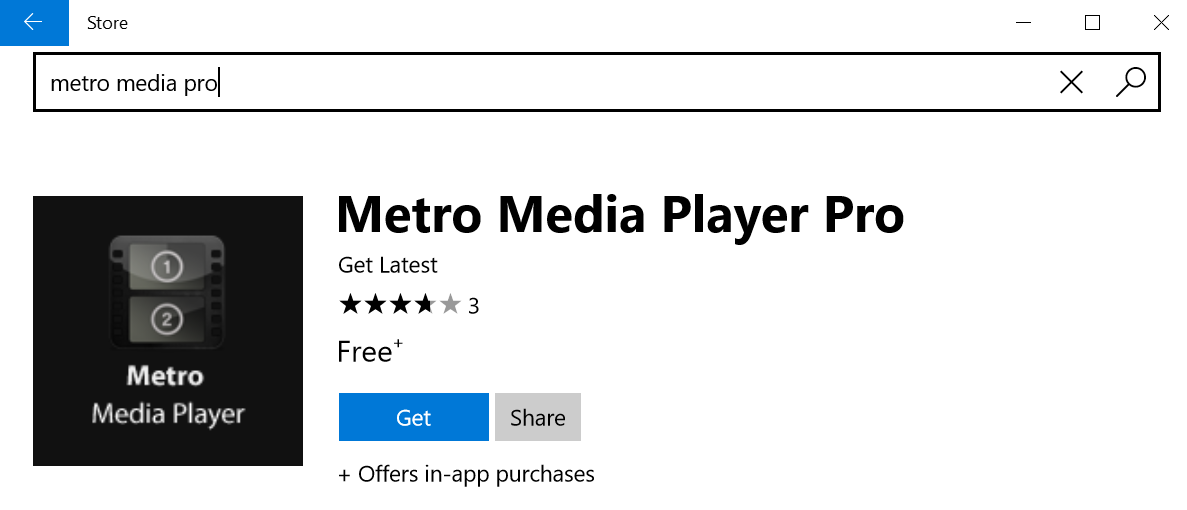 Store
metro media pro
Metro Media Player Pro
Get Latest
3
Free+
Get Share
+ Offers in-app purchases
1
2
Metro
Media Player